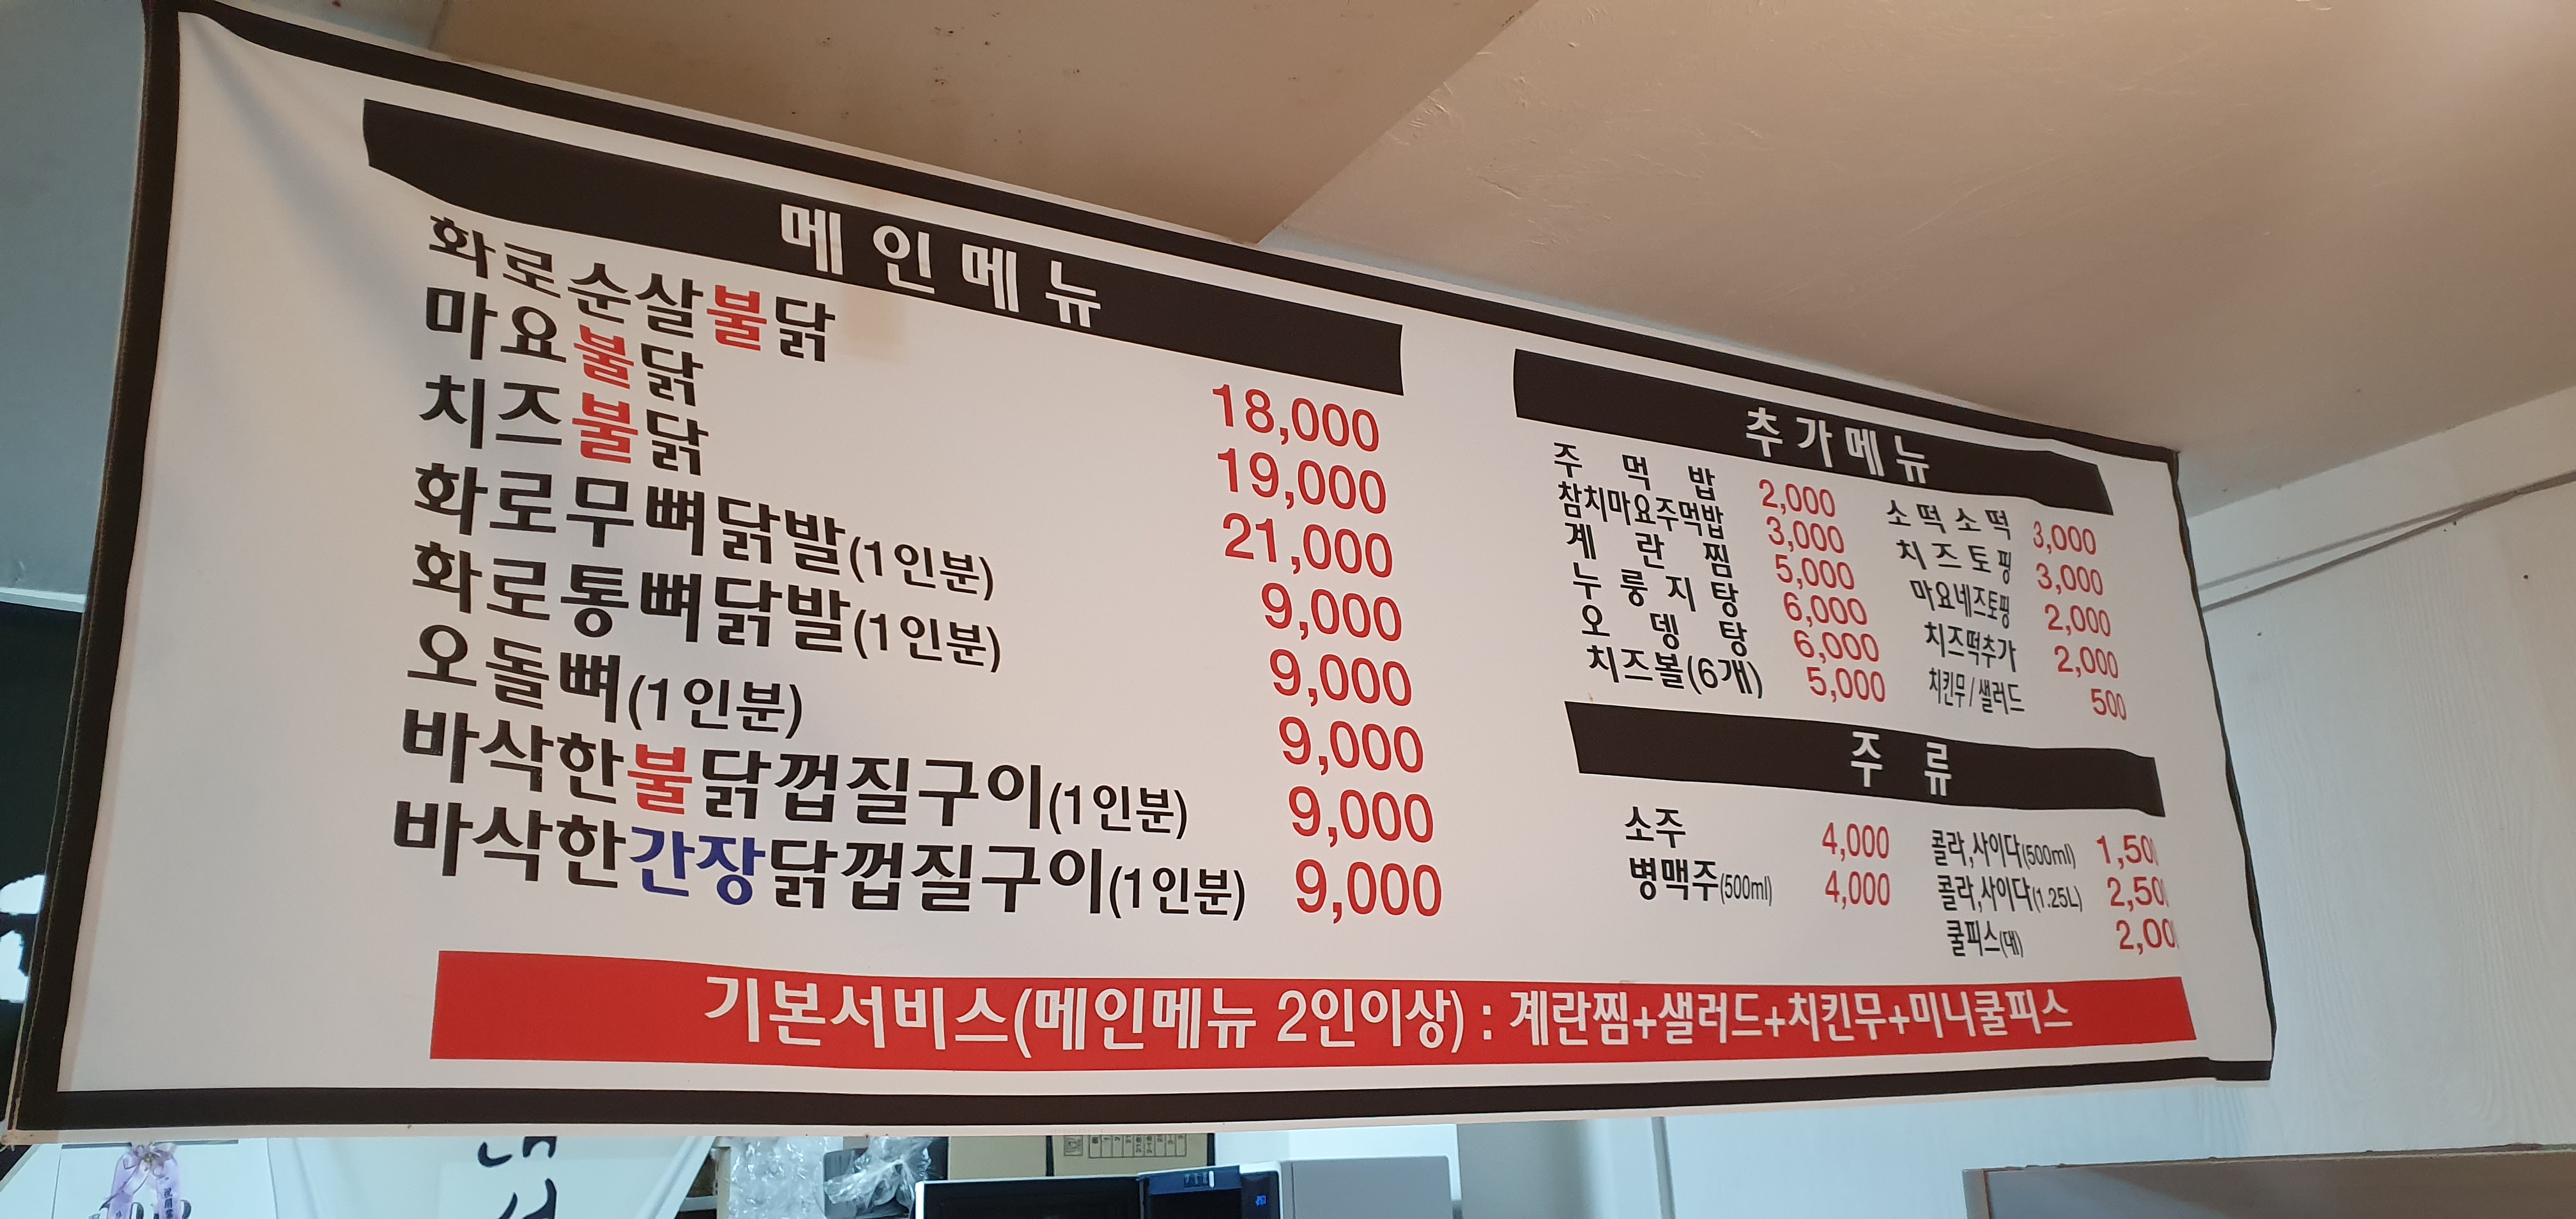 메인메뉴
화로순살불닭 18,000
마요불닭 19,000
치즈불닭 21,000
화로무뼈닭발(1인분) 9,000
화로통뼈닭발(1인분) 9,000
오돌뼈(1인분) 9,000
바삭한불닭껍질구이(1인분) 9,000
바삭한간장닭껍질구이(1인분) 9,000
추가메뉴
주먹밥 2,000
참치마요주먹밥 3,000
계란찜 5,000
누룽지탕 6,000
오뎅탕 6,000
치즈볼(6개) 5,000
소떡소떡 3,000
치즈토핑 3,000
마요네즈토핑 2,000
치즈떡추가 2,000
치킨무/샐러드 500
주류
소주 4,000
병맥주(500ml) 4,000
콜라,사이다(500ml) 1,500
콜라,사이다(1.25L) 2,500
쿨피스(대) 2,000
기본서비스(메인메뉴 2인이상) : 계란찜+샐러드+치킨무+미니쿨피스